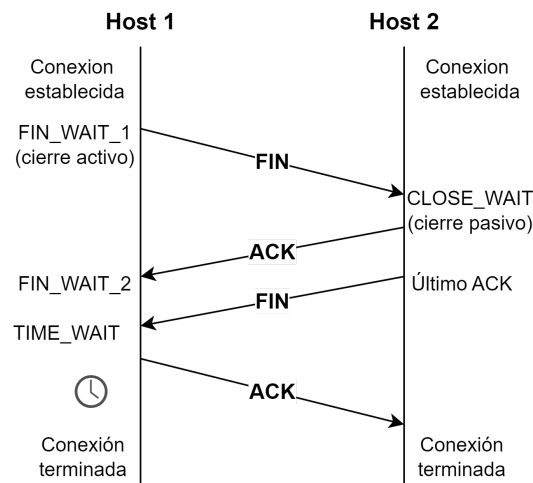 Host 1
Host 2
Conexion
establecida
Conexion
establecida
FIN_WAIT_1
(cierre activo)
FIN
CLOSE_WAIT
(cierre pasivo)
ACK
FIN_WAIT_2
Último ACK
FIN
TIME_WAIT
ACK
Conexión
terminada
Conexión
terminada